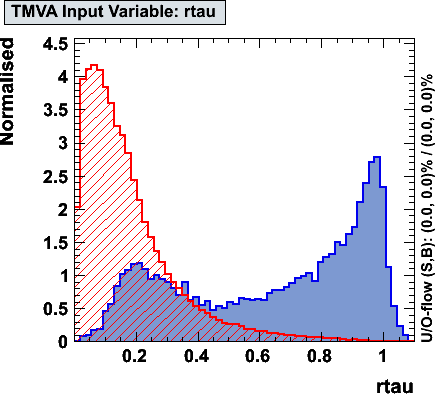 TMVA Input Variable: rtau
Normalised
4.5
4
3.5
3
2.5
2
1.5
1
0.5
0
0.2 0.4 0.6 0.8 1
rtau
U/O-flow (S,B): (0.0, 0.0)% / (0.0, 0.0)%